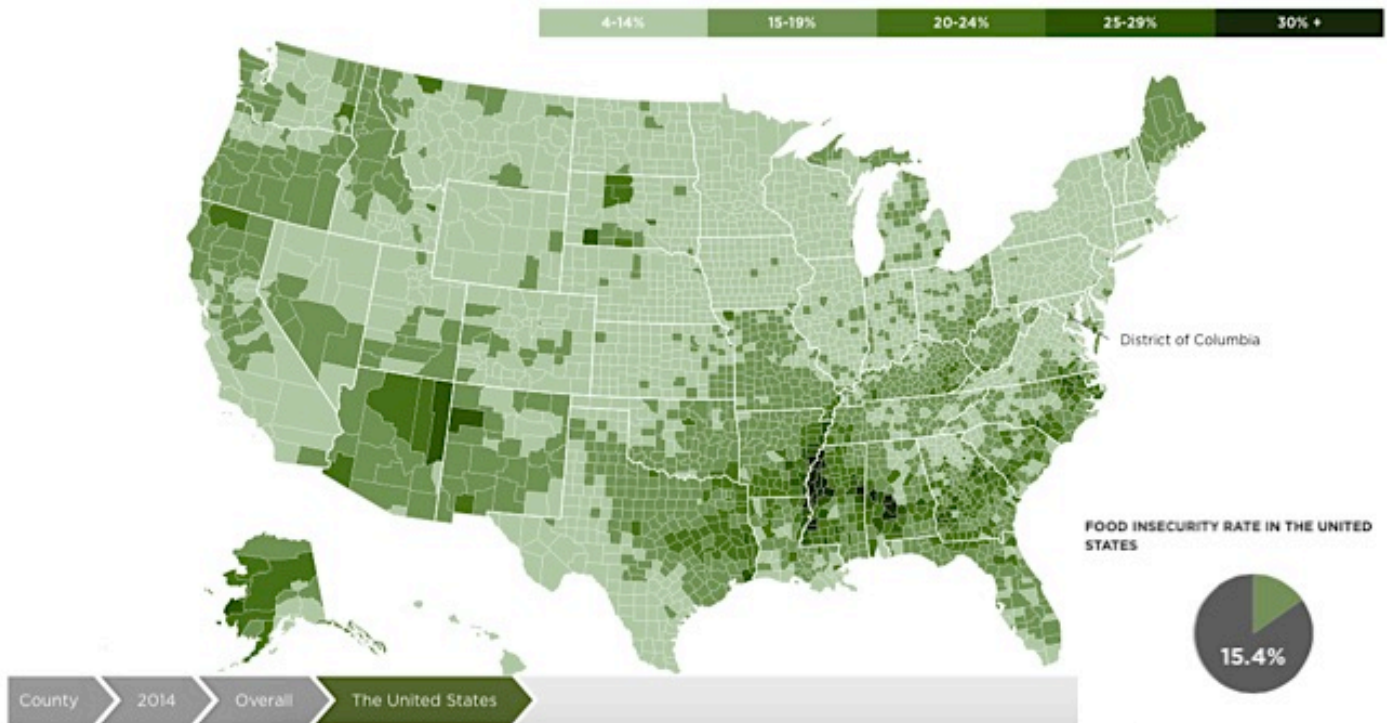 4-14% 15-19% 20-24% 25-29% 30% +
District of Columbia
FOOD INSECURITY RATE IN THE UNITED
STATES
15.4%
County 2014 Overall The United States